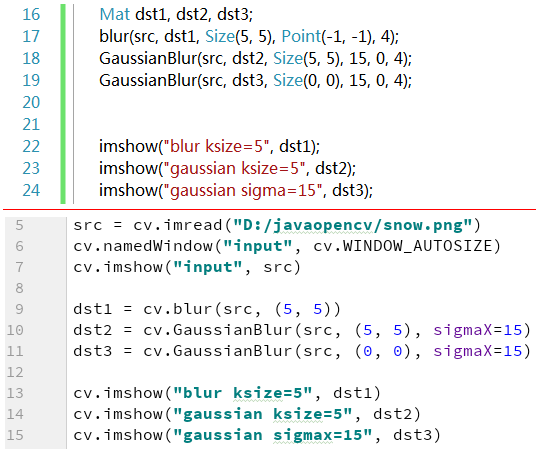 16 Mat dst1, dst2, dst3;
17 blur(src, dst1, Size(5, 5), Point(-1, -1), 4);
18 GaussianBlur(src, dst2, Size(5, 5), 15, 0, 4);
19 GaussianBlur(src, dst3, Size(0, 0), 15, 0, 4);
20
21
22 imshow("blur ksize=5", dst1);
23 imshow("gaussian ksize=5", dst2);
24 imshow("gaussian sigma=15", dst3);
5 src = cv.imread("D:/javaopencv/snow.png")
6 cv.namedWindow("input", cv.WINDOW_AUTOSIZE)
7 cv.imshow("input", src)
8
9 dst1 = cv.blur(src, (5, 5))
10 dst2 = cv.GaussianBlur(src, (5, 5), sigmaX=15)
11 dst3 = cv.GaussianBlur(src, (0, 0), sigmaX=15)
12
13 cv.imshow("blur ksize=5", dst1)
14 cv.imshow("gaussian ksize=5", dst2)
15 cv.imshow("gaussian sigmax=15", dst3)